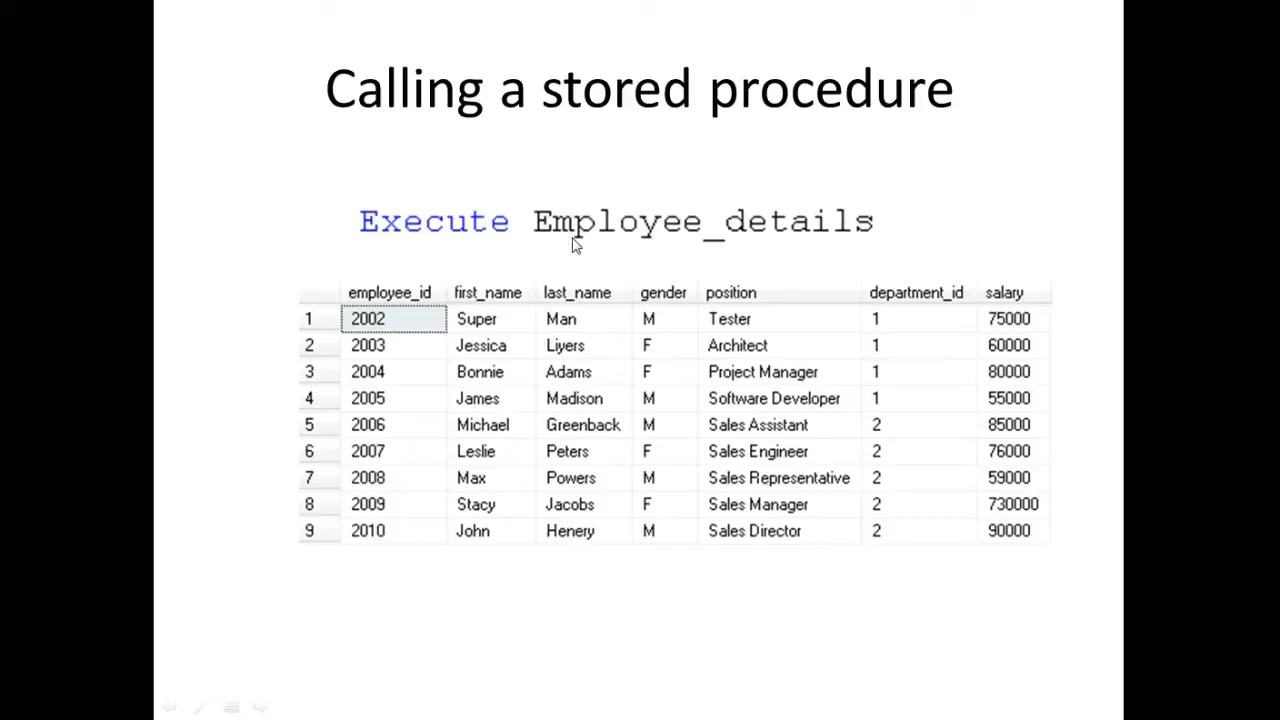 Calling a stored procedure
Execute Employee_details
employee_id first_name last_name gender position department_id salary
1 2002 Super Man M Tester 1 75000
2 2003 Jessica Liyers F Architect 1 60000
3 2004 Bonnie Adams F Project Manager 1 80000
4 2005 James Madison M Software Developer 1 55000
5 2006 Michael Greenback M Sales Assistant 2 85000
6 2007 Leslie Peters F Sales Engineer 2 76000
7 2008 Max Powers M Sales Representative 2 59000
8 2009 Stacy Jacobs F Sales Manager 2 730000
9 2010 John Henery M Sales Director 2 90000